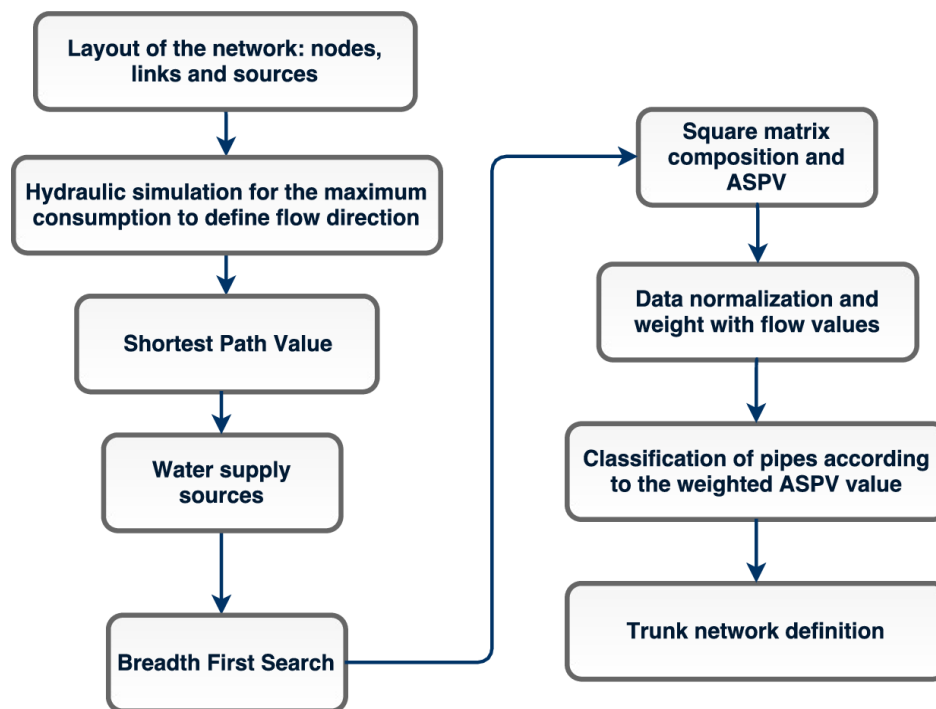 Layout of the network: nodes,
links and sources
Hydraulic simulation for the maximum
consumption to define flow direction
Shortest Path Value
Water supply
sources
Breadth First Search
Square matrix
composition and
ASPV
Data normalization and
weight with flow values
Classification of pipes according
to the weighted ASPV value
Trunk network definition